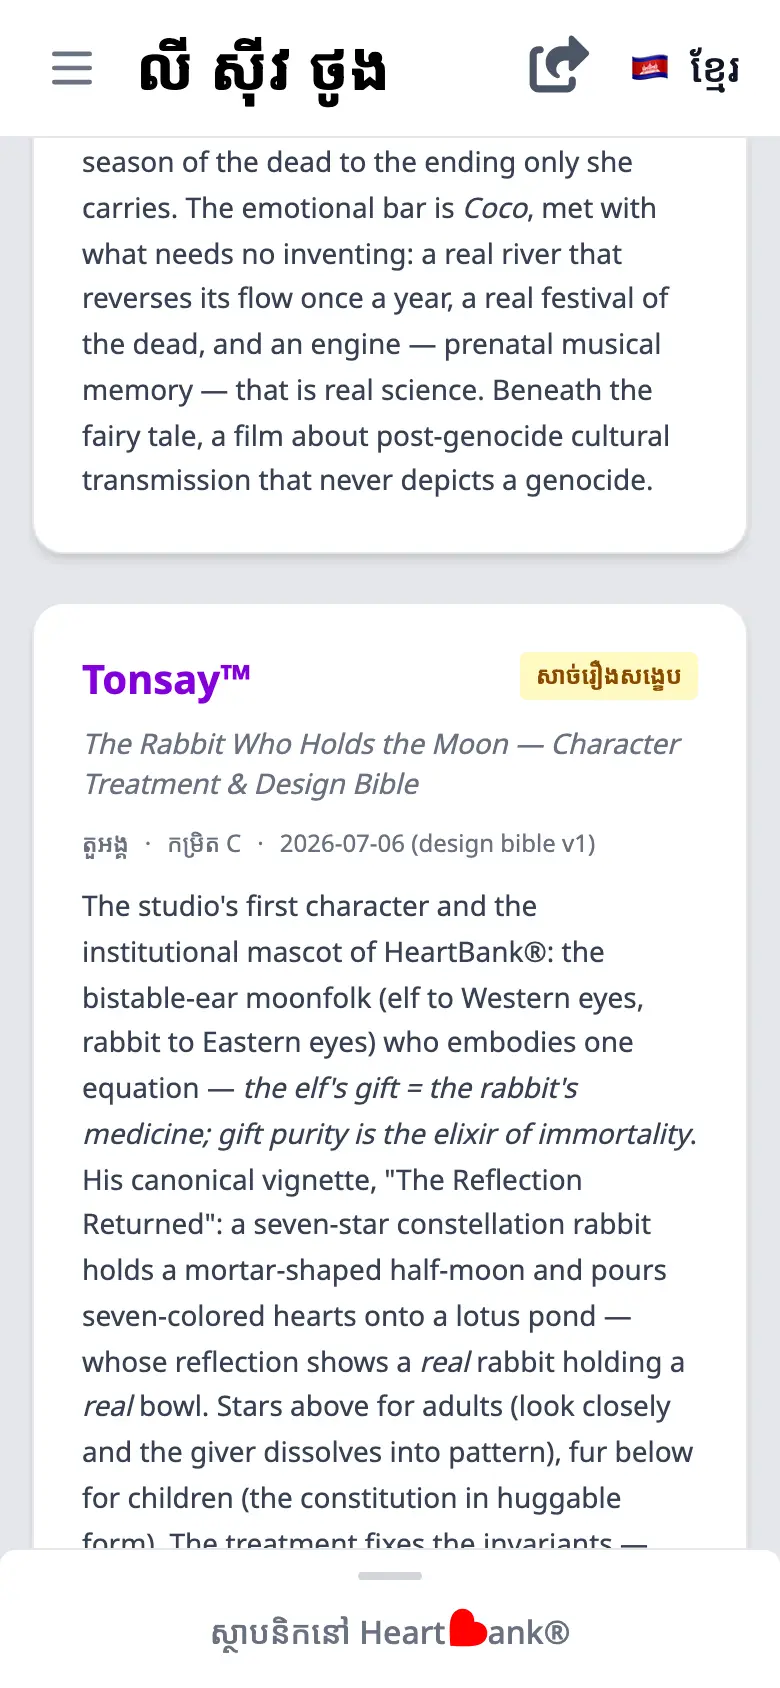 លី ស៊ីវ ថូង
🇰🇭 ខ្មែរ
season of the dead to the ending only she
carries. The emotional bar is Coco, met with
what needs no inventing: a real river that
reverses its flow once a year, a real festival of
the dead, and an engine — prenatal musical
memory — that is real science. Beneath the
fairy tale, a film about post-genocide cultural
transmission that never depicts a genocide.
Tonsay™
សាច់រឿងសង្ខេប
The Rabbit Who Holds the Moon — Character
Treatment & Design Bible
តួអង្គ · កម្រិត C · 2026-07-06 (design bible v1)
The studio's first character and the
institutional mascot of HeartBank®: the
bistable-ear moonfolk (elf to Western eyes,
rabbit to Eastern eyes) who embodies one
equation — the elf's gift = the rabbit's
medicine; gift purity is the elixir of immortality.
His canonical vignette, "The Reflection
Returned": a seven-star constellation rabbit
holds a mortar-shaped half-moon and pours
seven-colored hearts onto a lotus pond —
whose reflection shows a real rabbit holding a
real bowl. Stars above for adults (look closely
and the giver dissolves into pattern), fur below
for children (the constitution in huggable
form). The treatment fixes the invariants —
ស្ថាបនិកនៅ Heart❤ank®